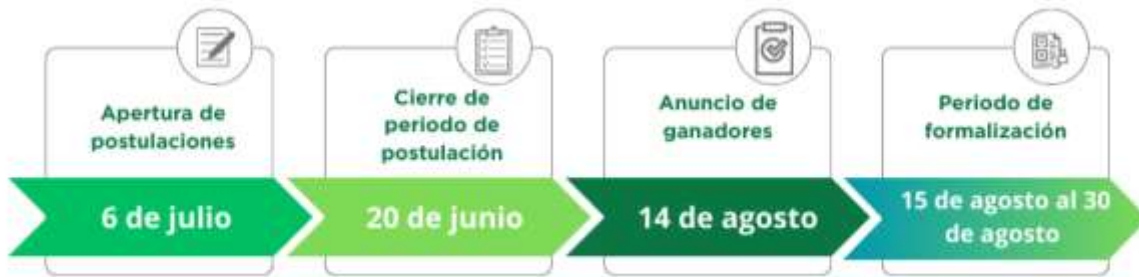 Apertura de
postulaciones
6 de julio
Cierre de
periodo de
postulación
20 de junio
Anuncio de
ganadores
14 de agosto
Periodo de
formalización
15 de agosto al 30
de agosto